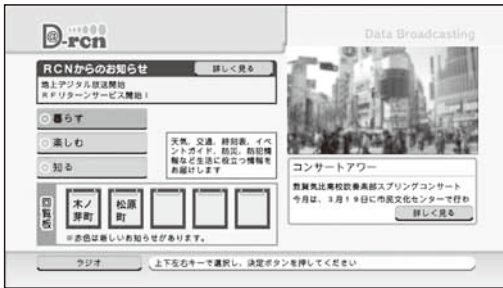 D-rcn
Data Broadcasting
RCNからのお知らせ
詳しく見る
地上デジタル放送開始
RFリターンサービス開始！
暮らす
楽しむ
知る
天気、交通、時刻表、イベ
ントガイド、防災、防犯情
報など生活に役立つ情報を
お届けします
回覧板
木ノ
芽町
松原
町
※赤色は新しいお知らせがあります。
コンサートアワー
敦賀気比高校吹奏楽部スプリングコンサート
今月は、3月19日に市民文化センターで行わ
詳しく見る
ラジオ
上下左右キーで選択し、決定ボタンを押してください